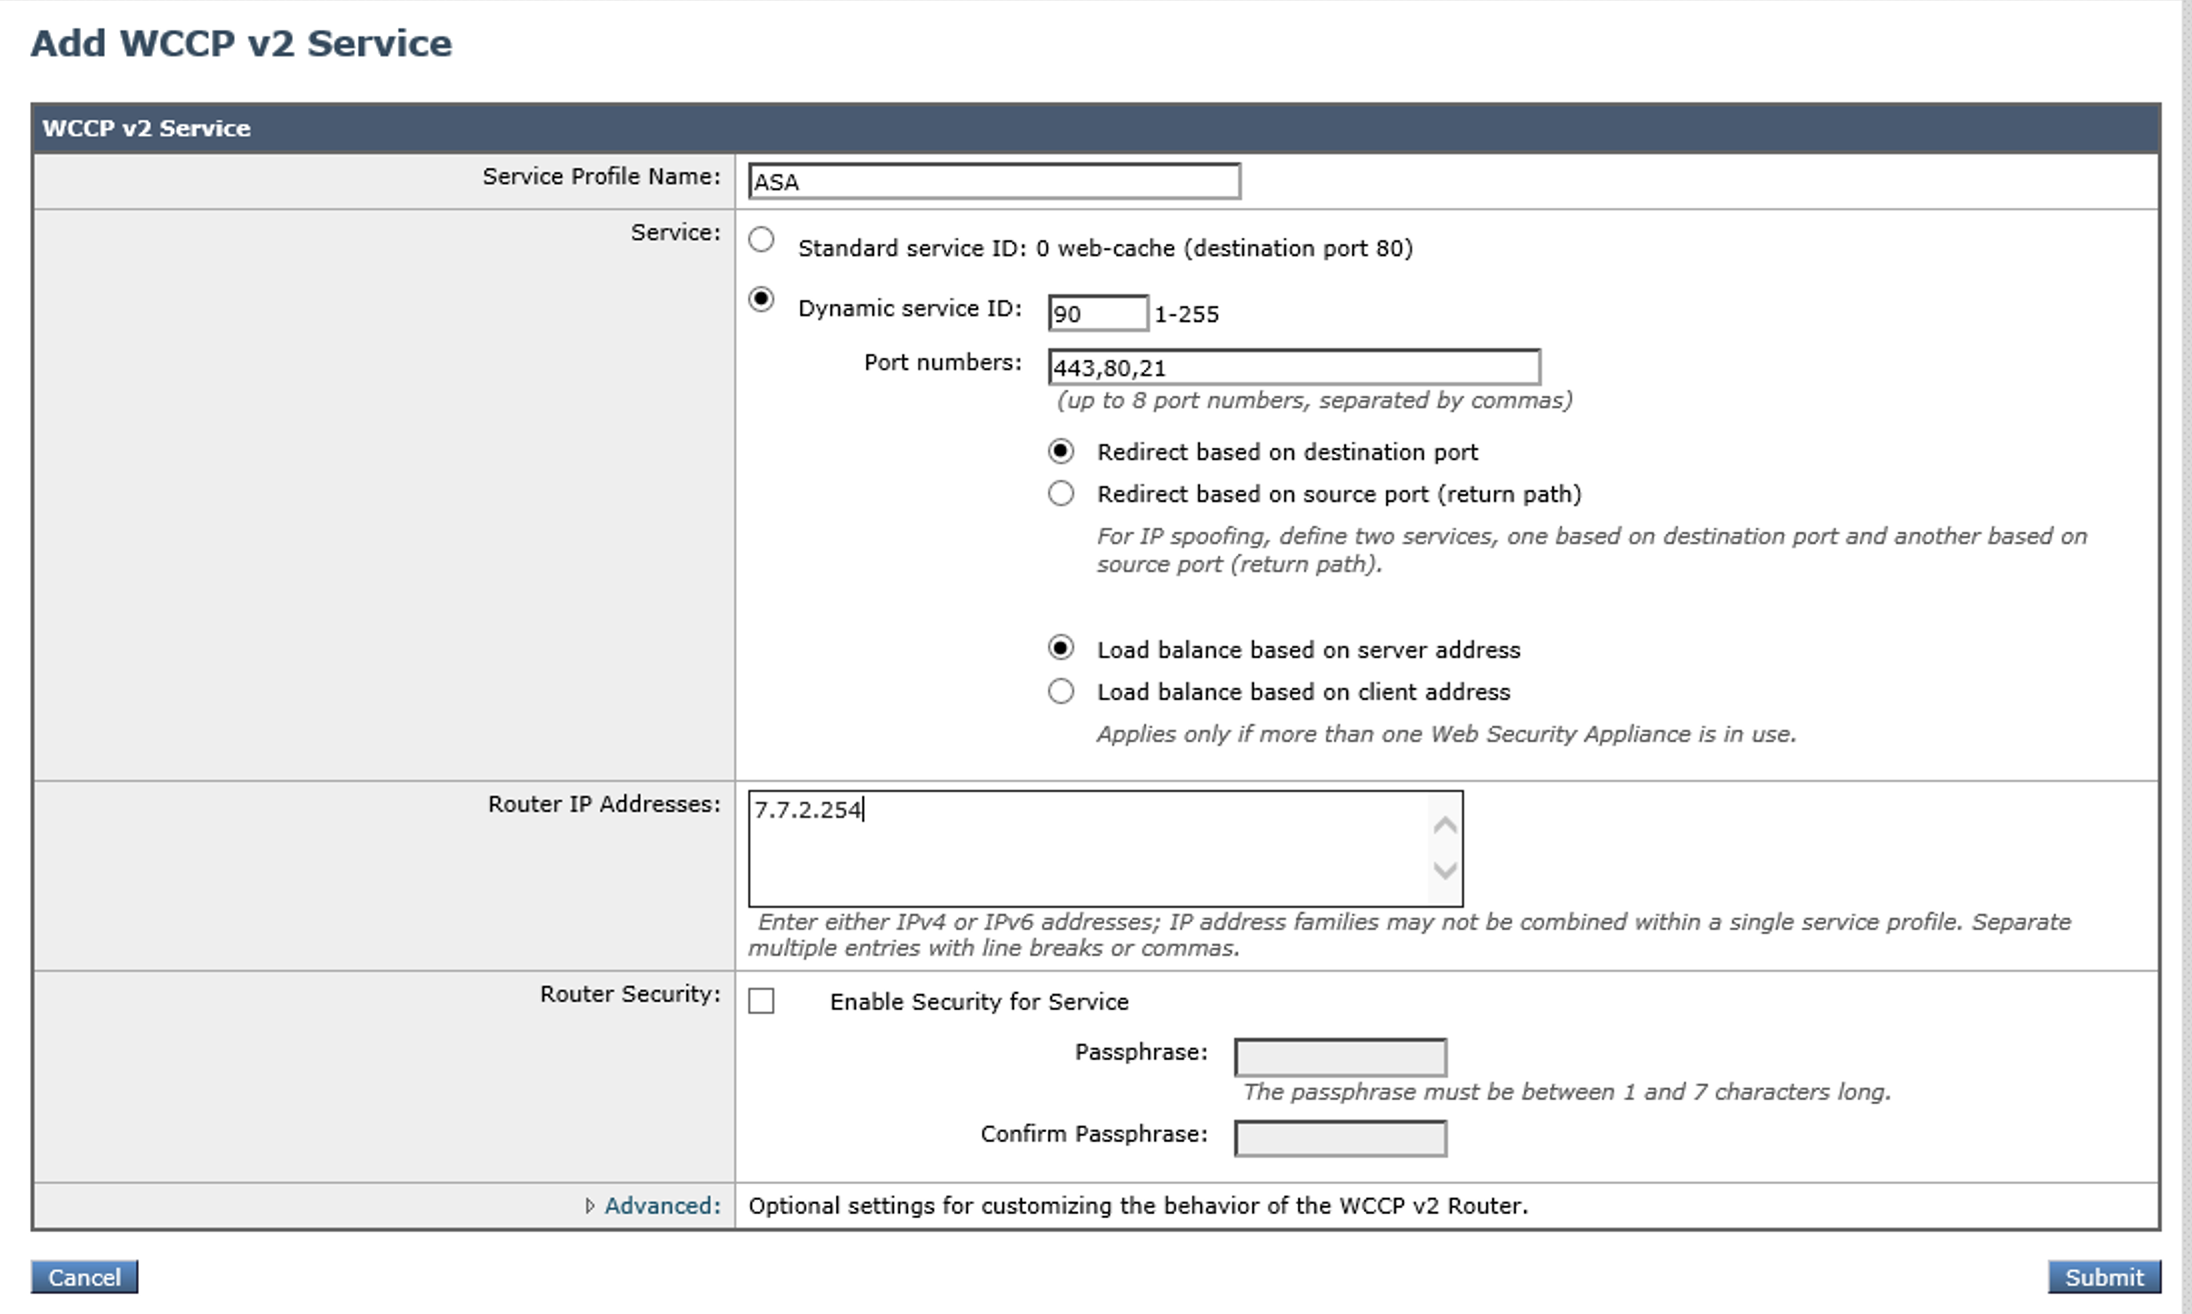 Add WCCP v2 Service
WCCP v2 Service
Service Profile Name:
ASA
Service:
Standard service ID: 0 web-cache (destination port 80)
Dynamic service ID: 90 1-255
Port numbers: 443,80,21
(up to 8 port numbers, separated by commas)
Redirect based on destination port
Redirect based on source port (return path)
For IP spoofing, define two services, one based on destination port and another based on
source port (return path).
Load balance based on server address
Load balance based on client address
Applies only if more than one Web Security Appliance is in use.
Router IP Addresses:
7.7.2.254
Enter either IPv4 or IPv6 addresses; IP address families may not be combined within a single service profile. Separate
multiple entries with line breaks or commas.
Router Security:
Enable Security for Service
Passphrase:
The passphrase must be between 1 and 7 characters long.
Confirm Passphrase:
Advanced:
Optional settings for customizing the behavior of the WCCP v2 Router.
Cancel
Submit